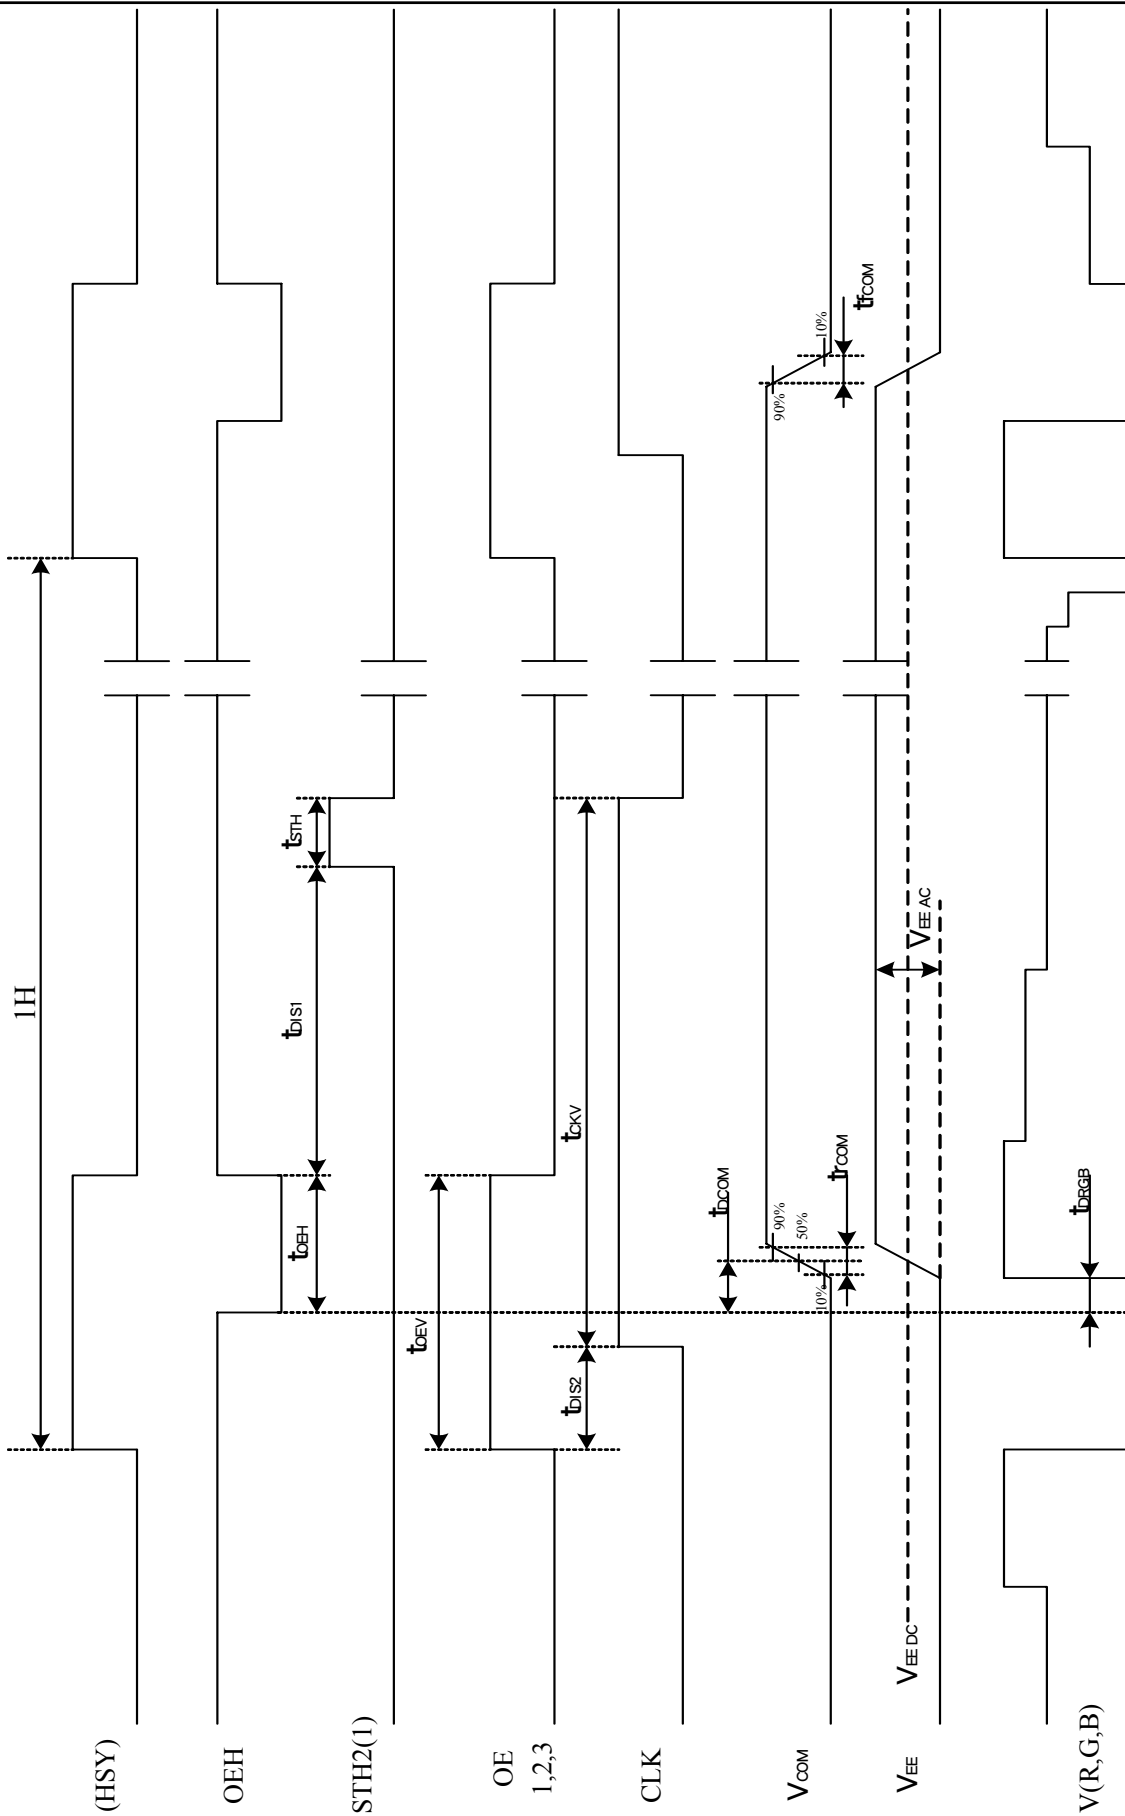 1H
(HSY)
OEH
tOEH
tDIS1
tSTH
STH2(1)
tOEV
OE
1,2,3
tDIS2
tCKV
CLK
tDCOM
90%
50%
10%
trCOM
90%
10%
tfCOM
VCOM
VEE DC
VEE AC
VEE
tDRGB
V(R,G,B)